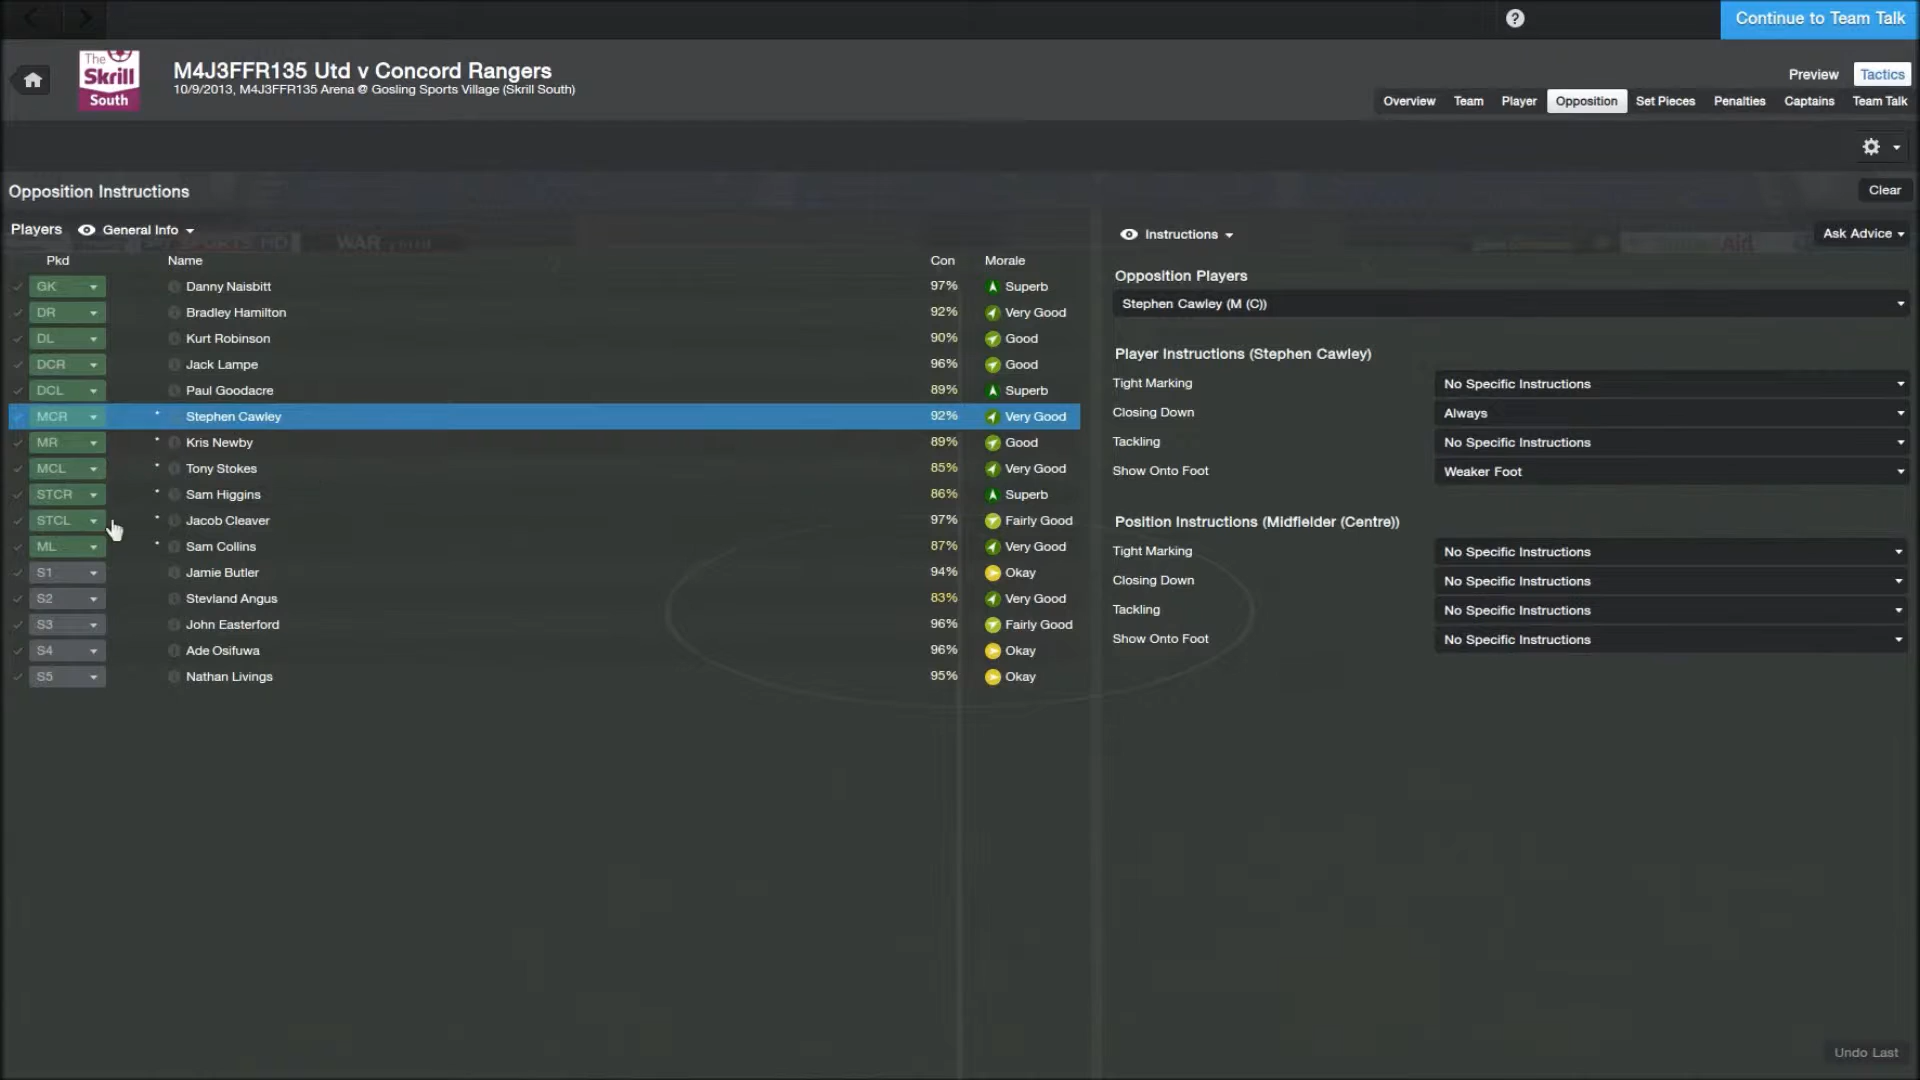 Continue to Team Talk
The
Skrill
South
M4J3FFR135 Utd v Concord Rangers
10/9/2013, M4J3FFR135 Arena @ Gosling Sports Village (Skrill South)
Preview Tactics
Overview Team Player Opposition Set Pieces Penalties Captains Team Talk
Opposition Instructions Clear
Players General Info Instructions Ask Advice
Pkd Name Con Morale
GK Danny Naisbitt 97% Superb
DR Bradley Hamilton 92% Very Good
DL Kurt Robinson 90% Good
DCR Jack Lampe 96% Good
DCL Paul Goodacre 89% Superb
MCR Stephen Cawley 92% Very Good
MR Kris Newby 89% Good
MCL Tony Stokes 85% Very Good
STCR Sam Higgins 86% Superb
STCL Jacob Cleaver 97% Fairly Good
ML Sam Collins 87% Very Good
S1 Jamie Butler 94% Okay
S2 Stevland Angus 83% Very Good
S3 John Easterford 96% Fairly Good
S4 Ade Osifuwa 96% Okay
S5 Nathan Livings 95% Okay
Opposition Players
Stephen Cawley (M (C))
Player Instructions (Stephen Cawley)
Tight Marking No Specific Instructions
Closing Down Always
Tackling No Specific Instructions
Show Onto Foot Weaker Foot
Position Instructions (Midfielder (Centre))
Tight Marking No Specific Instructions
Closing Down No Specific Instructions
Tackling No Specific Instructions
Show Onto Foot No Specific Instructions
Undo Last